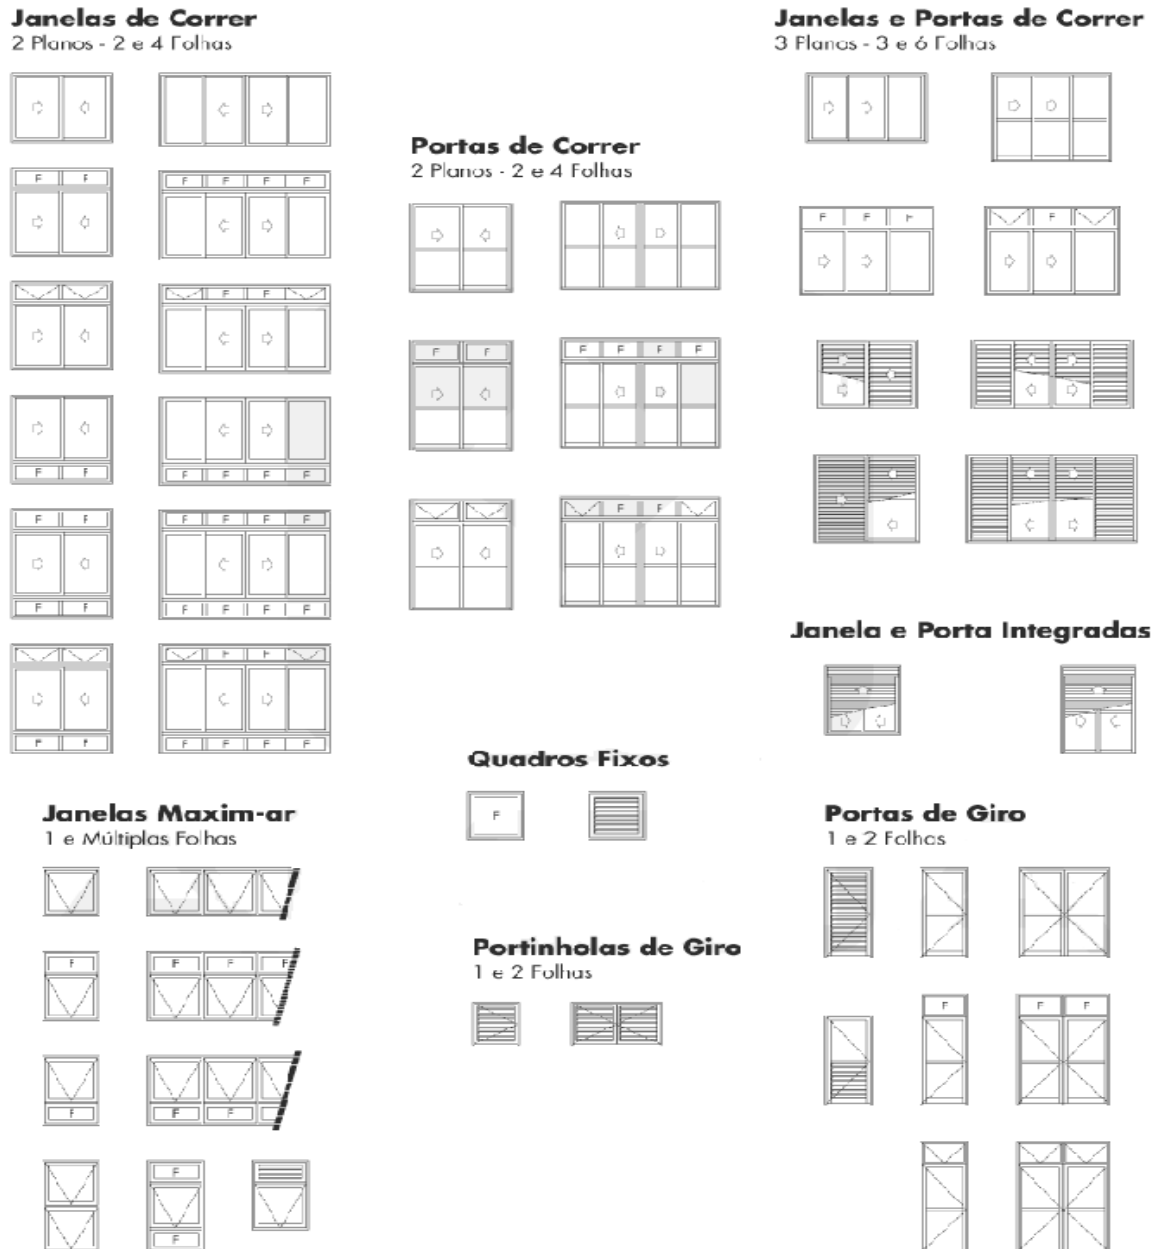 Janelas de Correr
2 Planos - 2 e 4 Folhas
F F
F F F F
F F
F F
F F F F
F F
F F F F
F F
F F F F
F F
F F
F F F F
Portas de Correr
2 Planos - 2 e 4 Folhas
F F
F F F F
F F
Janelas e Portas de Correr
3 Planos - 3 e 6 Folhas
F F F
F
Janela e Porta Integradas
Quadros Fixos
F
Janelas Maxim-ar
1 e Múltiplas Folhas
F
F F F
F
F F
F
F
Portinholas de Giro
1 e 2 Folhas
Portas de Giro
1 e 2 Folhas
F
F F